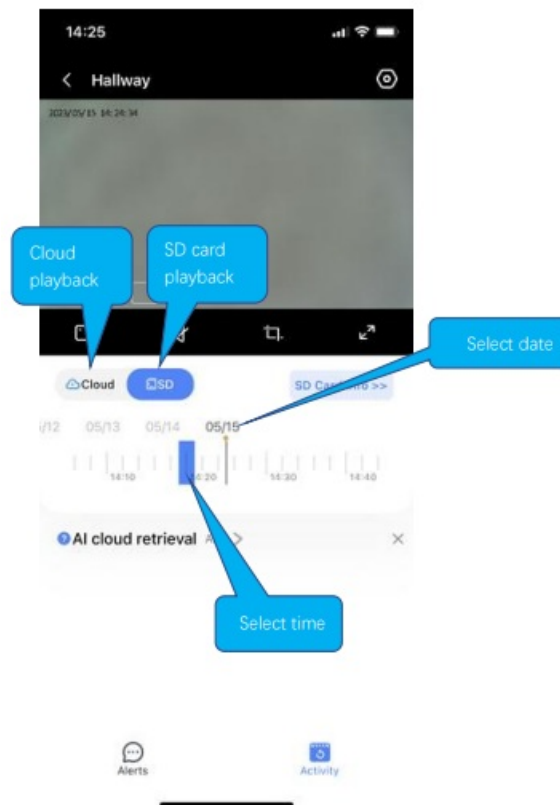 14:25
Hallway
2023/05/15 14:24:34
Cloud
playback
SD card
playback
Select date
Cloud
SD
SD Card
>>
05/13 05/14 05/15
14:10 14:20 14:30 14:40
AI cloud retrieval
Select time
Alerts
Activity